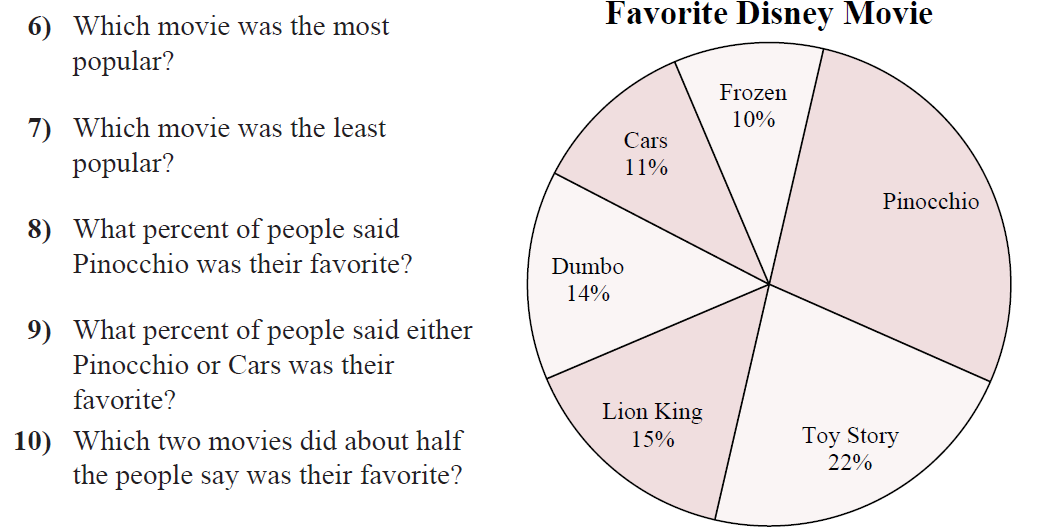 6) Which movie was the most
popular?
7) Which movie was the least
popular?
8) What percent of people said
Pinocchio was their favorite?
9) What percent of people said either
Pinocchio or Cars was their
favorite?
10) Which two movies did about half
the people say was their favorite?
Favorite Disney Movie
Frozen
10%
Cars
11%
Pinocchio
Dumbo
14%
Lion King
15%
Toy Story
22%